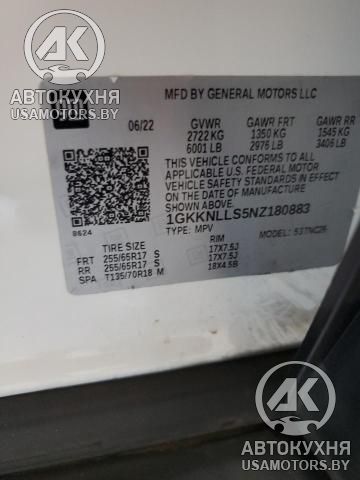 АК
АВТОКУХНЯ
USAMOTORS.BY
GM
MFD BY GENERAL MOTORS LLC
06/22 GVWR GAWR FRT GAWR RR
2722 KG 1350 KG 1545 KG
6001 LB 2976 LB 3406 LB
THIS VEHICLE CONFORMS TO ALL APPLICABLE U.S. FEDERAL MOTOR
VEHICLE SAFETY STANDARDS IN EFFECT ON THE
DATE OF MANUFACTURE
SHOWN ABOVE.
1GKKNLLS5NZ180883
8624 TYPE: MPV MODEL:
TIRE SIZE RIM
FRT 255/65R17 S 17X7.5J
RR 255/65R17 S 17X7.5J
SPA T135/70R18 M 18X4.5B
АК
АВТОКУХНЯ
USAMOTORS.BY